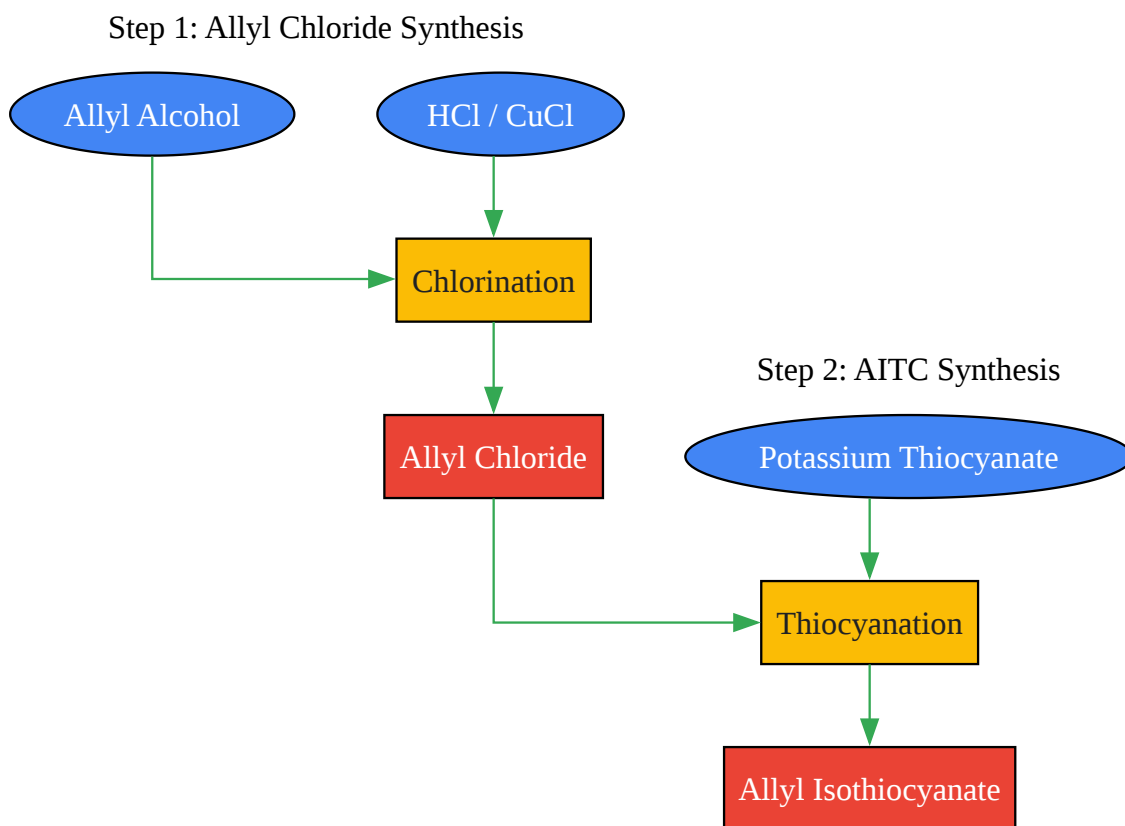 Step 1: Allyl Chloride Synthesis
Allyl Alcohol
HCl / CuCl
Chlorination
Step 2: AITC Synthesis
Allyl Chloride
Potassium Thiocyanate
Thiocyanation
Allyl Isothiocyanate